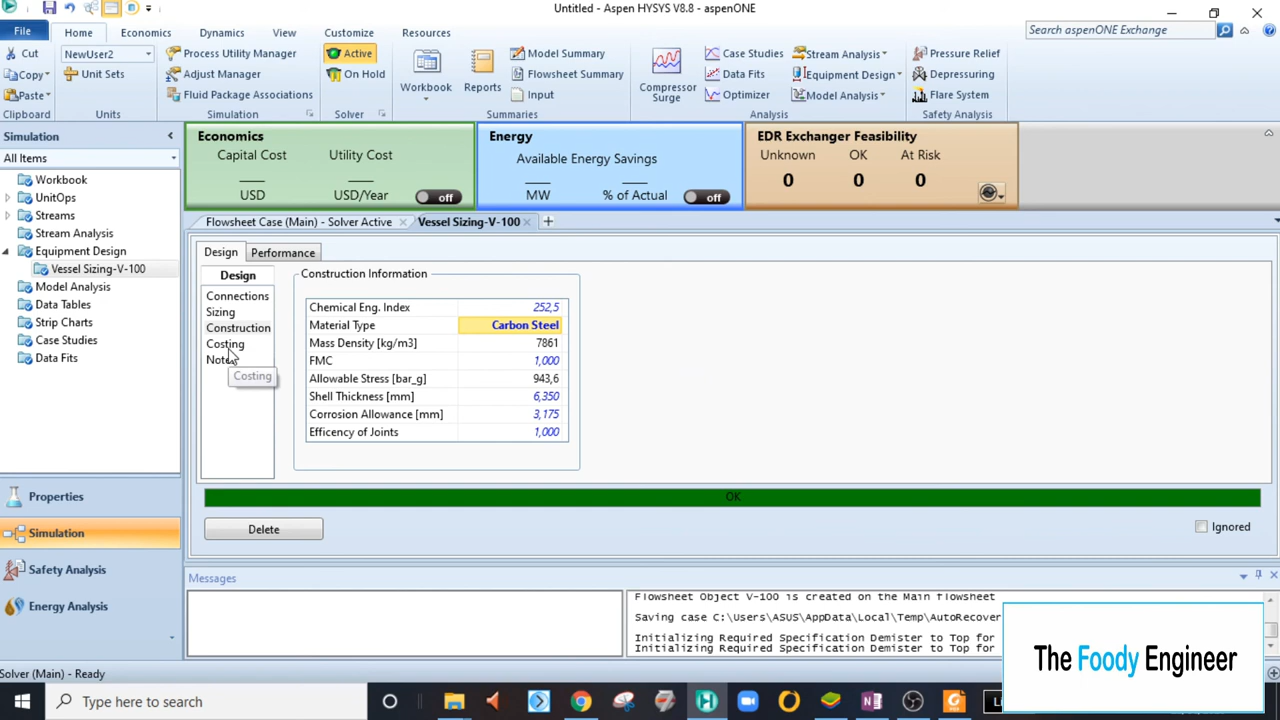 Untitled - Aspen HYSYS V8.8 - aspenONE
File
Home
Economics
Dynamics
View
Customize
Resources
Search aspenONE Exchange
Cut
Copy
Paste
Clipboard
NewUser2
Unit Sets
Units
Process Utility Manager
Adjust Manager
Fluid Package Associations
Simulation
Active
On Hold
Solver
Workbook
Reports
Model Summary
Flowsheet Summary
Input
Summaries
Compressor
Surge
Case Studies
Data Fits
Optimizer
Stream Analysis
Equipment Design
Model Analysis
Analysis
Pressure Relief
Depressuring
Flare System
Safety Analysis
Simulation
All Items
Workbook
UnitOps
Streams
Stream Analysis
Equipment Design
Vessel Sizing-V-100
Model Analysis
Data Tables
Strip Charts
Case Studies
Data Fits
Properties
Simulation
Safety Analysis
Energy Analysis
Economics
Capital Cost Utility Cost
USD USD/Year
off
Energy
Available Energy Savings
MW % of Actual
off
EDR Exchanger Feasibility
Unknown OK At Risk
0 0 0
Flowsheet Case (Main) - Solver Active
Vessel Sizing-V-100
Design Performance
Design
Connections
Sizing
Construction
Costing
Notes
Costing
Construction Information
Chemical Eng. Index 252,5
Material Type Carbon Steel
Mass Density [kg/m3] 7861
FMC 1,000
Allowable Stress [bar_g] 943,6
Shell Thickness [mm] 6,350
Corrosion Allowance [mm] 3,175
Efficency of Joints 1,000
OK
Delete
Ignored
Messages
Flowsheet Object V-100 is created on the Main flowsheet
Saving case C:\Users\ASUS\AppData\Local\Temp\AutoRecover
Initializing Required Specification Demister to Top for
Initializing Required Specification Demister to Top for
The Foody Engineer
Solver (Main) - Ready
Type here to search